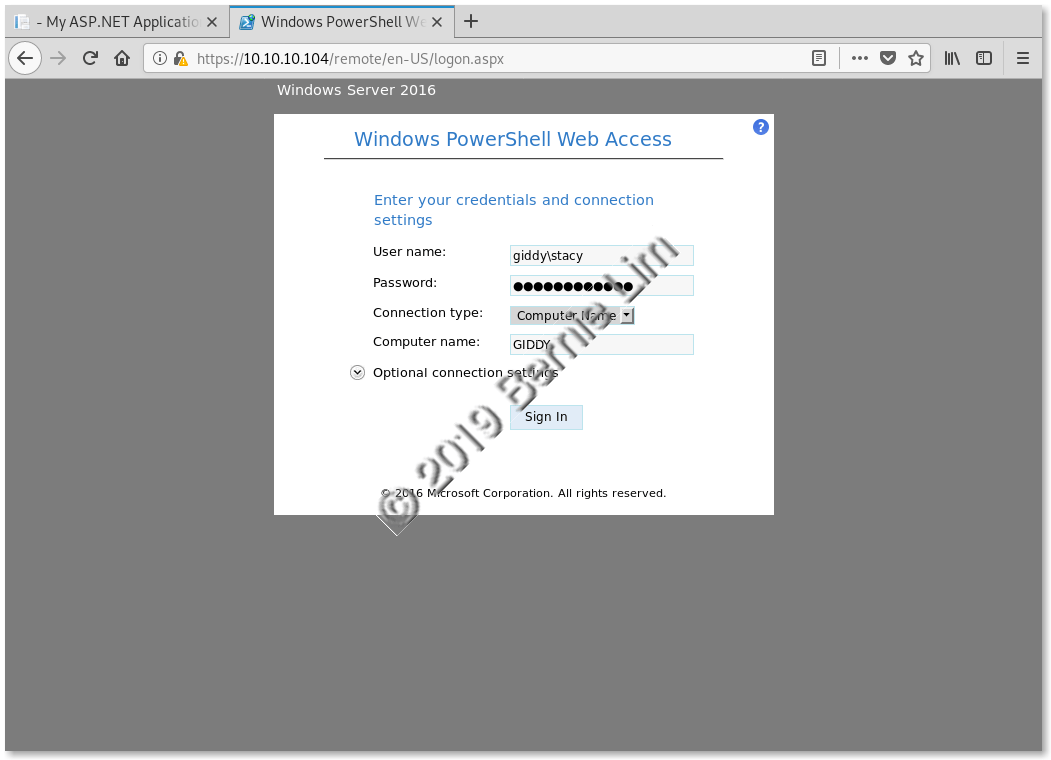 - My ASP.NET Applicatio
Windows PowerShell We
https://10.10.10.104/remote/en-US/logon.aspx
Windows Server 2016
?
Windows PowerShell Web Access
Enter your credentials and connection
settings
User name:
giddy\stacy
Password:
●●●●●●●●●●●●
Connection type:
Computer Name
Computer name:
GIDDY
Optional connection settings
Sign In
© 2016 Microsoft Corporation. All rights reserved.
© 2019 Bernie Lim